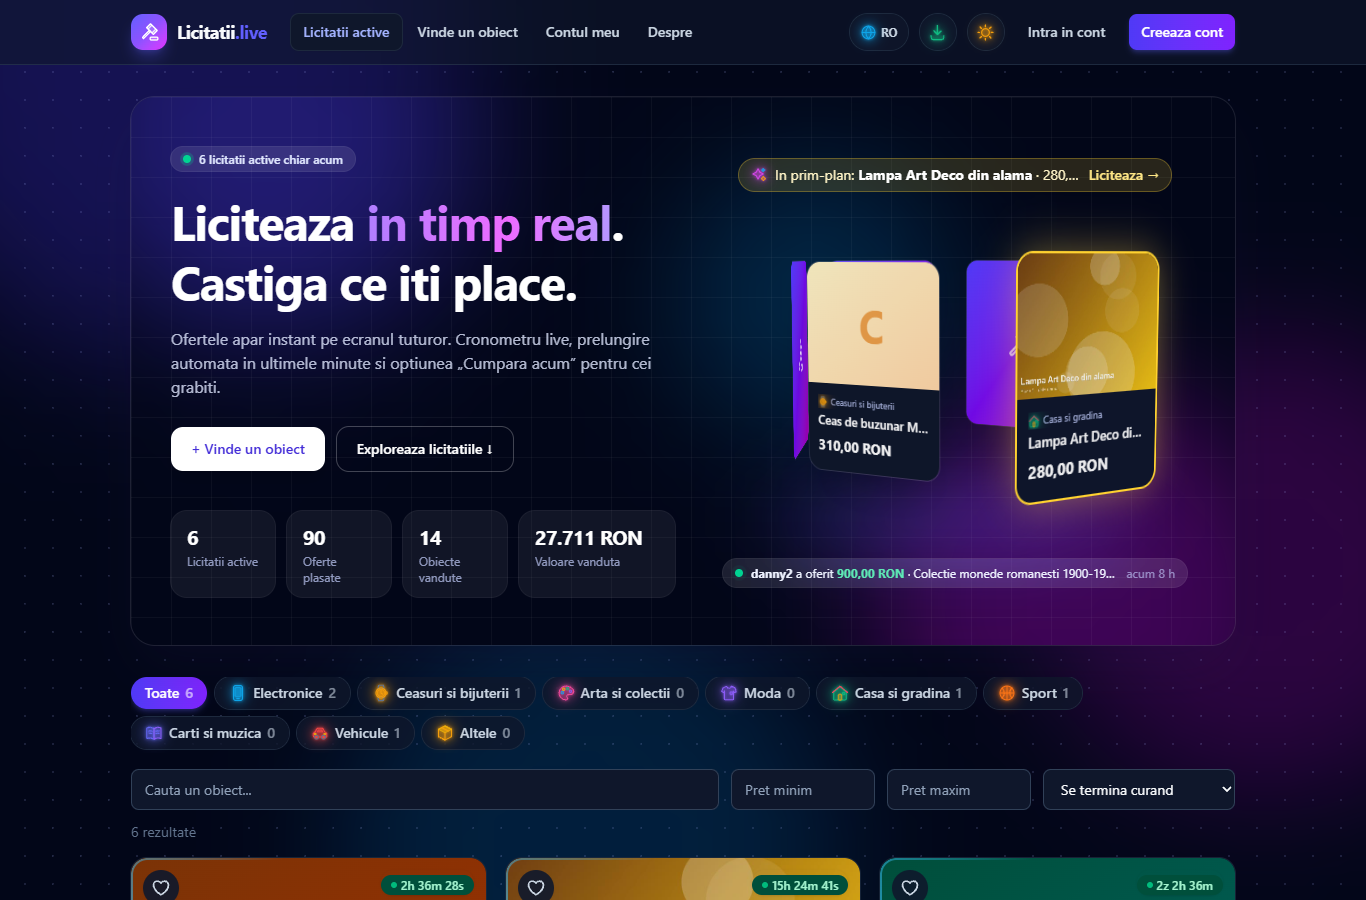 Licitatii.live
Licitatii active
Vinde un obiect
Contul meu
Despre
RO
Intra in cont
Creeaza cont
6 licitatii active chiar acum
Liciteaza in timp real.
Castiga ce iti place.
Ofertele apar instant pe ecranul tuturor. Cronometru live, prelungire
automata in ultimele minute si optiunea „Cumpara acum” pentru cei
grabiti.
+ Vinde un obiect
Exploreaza licitatiile ↓
6
Licitatii active
90
Oferte
plasate
14
Obiecte
vandute
27.711 RON
Valoare vanduta
In prim-plan: Lampa Art Deco din alama · 280,... Liciteaza →
C
Ceasuri si bijuterii
Ceas de buzunar M...
310,00 RON
Lampa Art Deco din alama
Casa si gradina
Lampa Art Deco di...
280,00 RON
danny2 a oferit 900,00 RON · Colectie monede romanesti 1900-19... acum 8 h
Toate 6
Electronice 2
Ceasuri si bijuterii 1
Arta si colectii 0
Moda 0
Casa si gradina 1
Sport 1
Carti si muzica 0
Vehicule 1
Altele 0
Cauta un obiect...
Pret minim
Pret maxim
Se termina curand
6 rezultate
2h 36m 28s
15h 24m 41s
2z 2h 36m